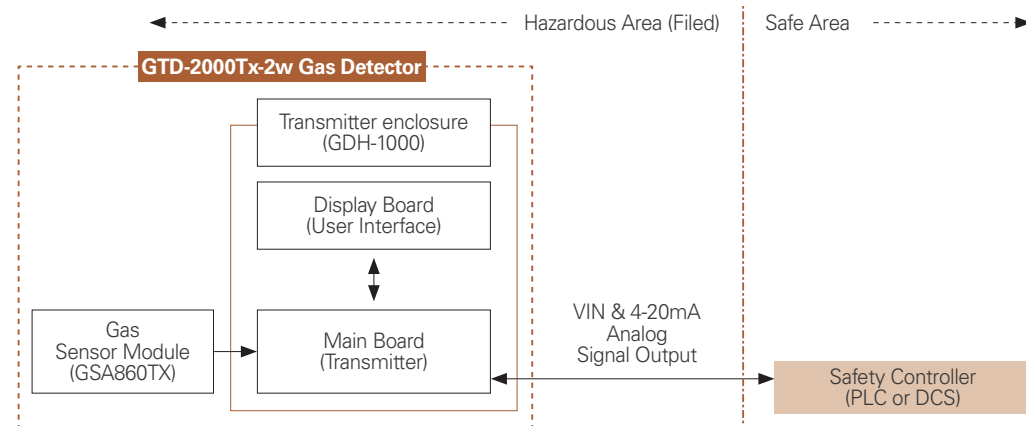 Hazardous Area (Filed)
Safe Area
GTD-2000Tx-2w Gas Detector
Transmitter enclosure
(GDH-1000)
Display Board
(User Interface)
Gas
Sensor Module
(GSA860TX)
Main Board
(Transmitter)
VIN & 4-20mA
Analog
Signal Output
Safety Controller
(PLC or DCS)